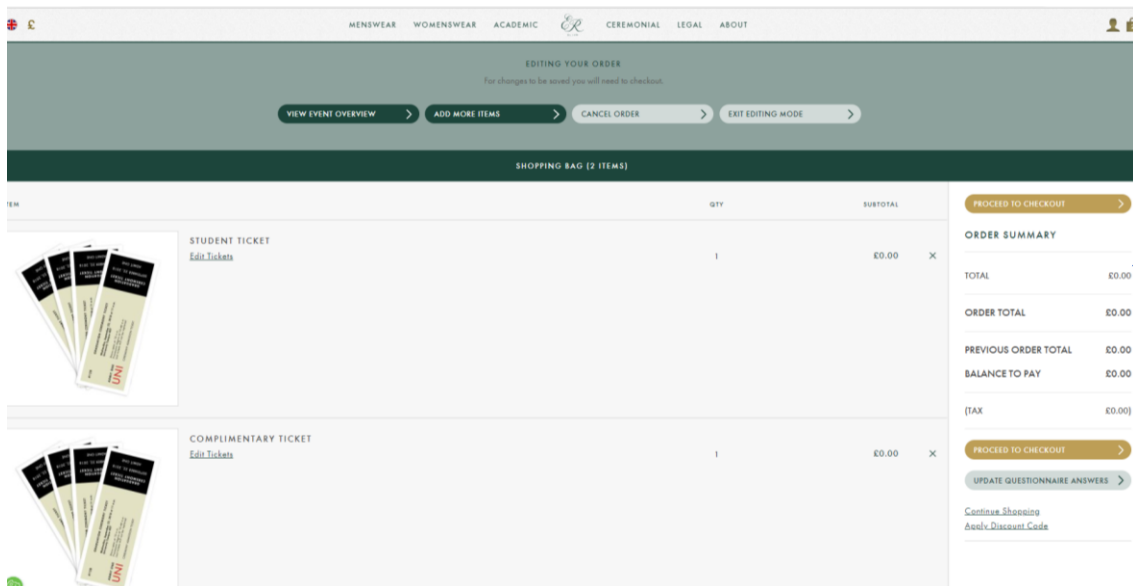 £
MENSWEAR WOMENSWEAR ACADEMIC ER CEREMONIAL LEGAL ABOUT
EDITING YOUR ORDER
For changes to be saved you will need to checkout.
VIEW EVENT OVERVIEW
ADD MORE ITEMS
CANCEL ORDER
EXIT EDITING MODE
SHOPPING BAG (2 ITEMS)
TEM QTY SUBTOTAL
STUDENT TICKET
Edit Tickets 1 £0.00 ×
UNI
COMPLIMENTARY TICKET
Edit Tickets 1 £0.00 ×
UNI
PROCEED TO CHECKOUT
ORDER SUMMARY
TOTAL £0.00
ORDER TOTAL £0.00
PREVIOUS ORDER TOTAL £0.00
BALANCE TO PAY £0.00
(TAX £0.00)
PROCEED TO CHECKOUT
UPDATE QUESTIONNAIRE ANSWERS
Continue Shopping
Apply Discount Code